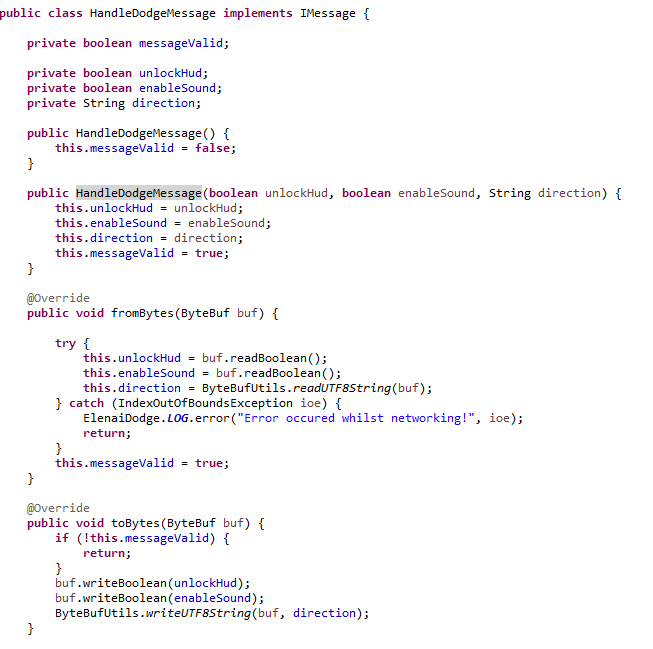 public class HandleDodgeMessage implements IMessage {
private boolean messageValid;
private boolean unlockHud;
private boolean enableSound;
private String direction;
public HandleDodgeMessage() {
this.messageValid = false;
}
public HandleDodgeMessage(boolean unlockHud, boolean enableSound, String direction) {
this.unlockHud = unlockHud;
this.enableSound = enableSound;
this.direction = direction;
this.messageValid = true;
}
@Override
public void fromBytes(ByteBuf buf) {
try {
this.unlockHud = buf.readBoolean();
this.enableSound = buf.readBoolean();
this.direction = ByteBufUtils.readUTF8String(buf);
} catch (IndexOutOfBoundsException ioe) {
ElenaiDodge.LOG.error("Error occured whilst networking!", ioe);
return;
}
this.messageValid = true;
}
@Override
public void toBytes(ByteBuf buf) {
if (!this.messageValid) {
return;
}
buf.writeBoolean(unlockHud);
buf.writeBoolean(enableSound);
ByteBufUtils.writeUTF8String(buf, direction);
}